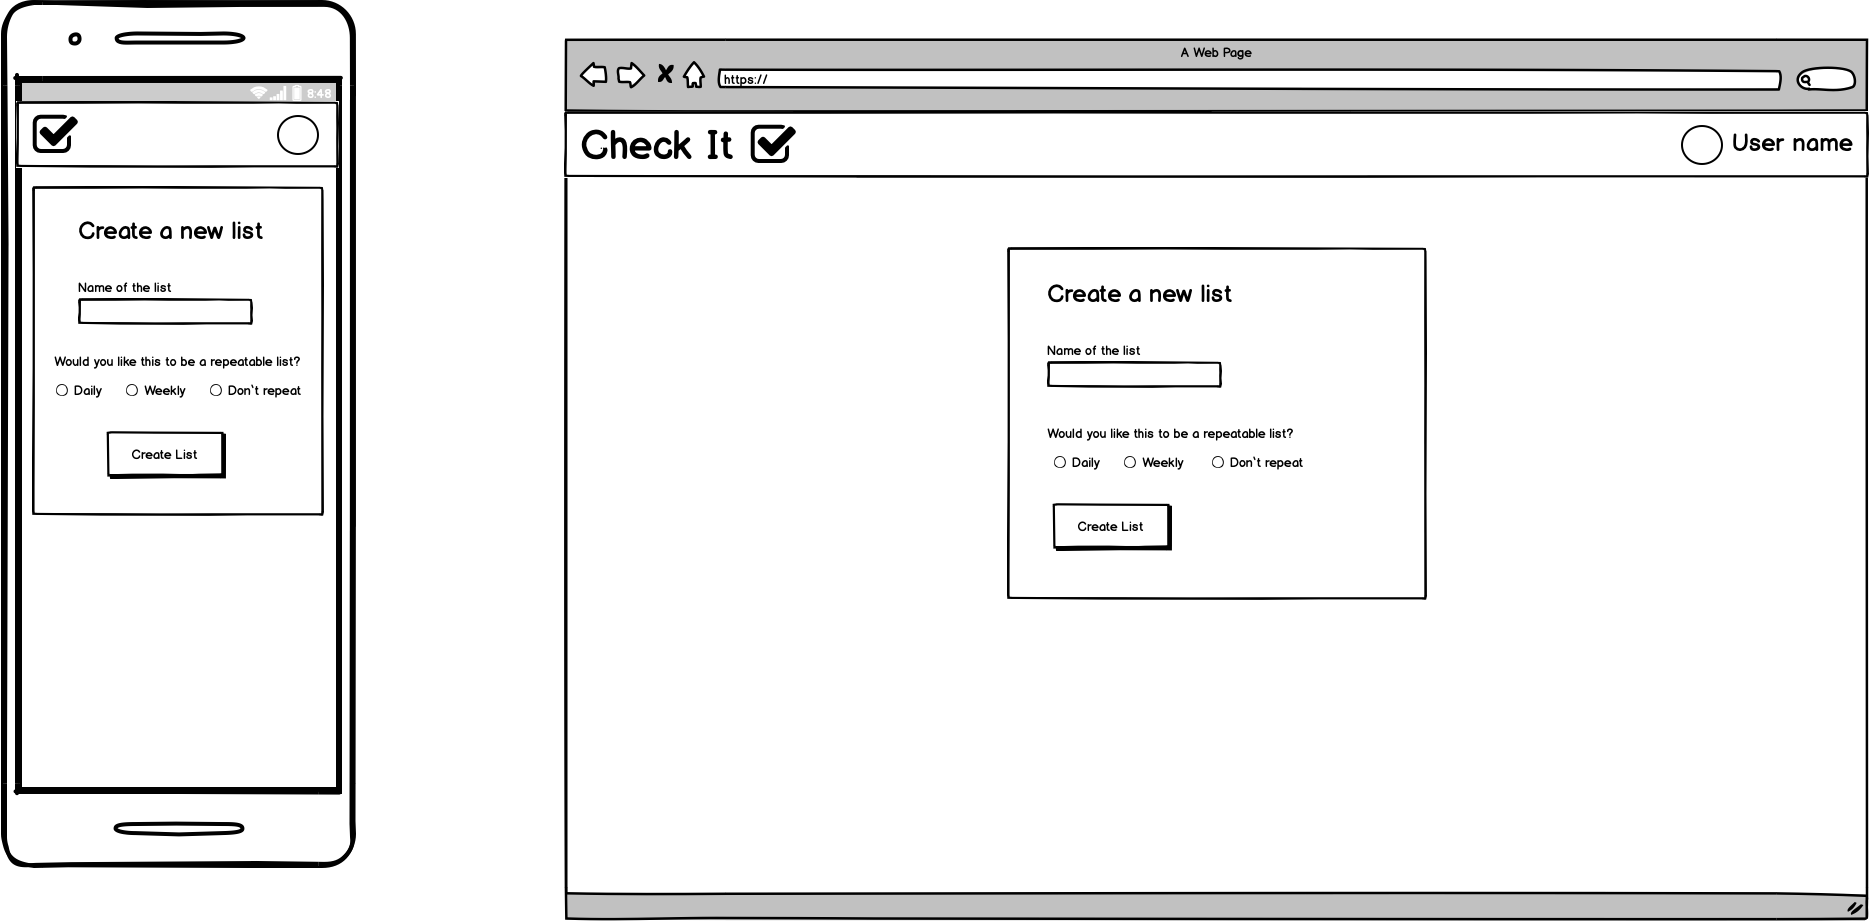 8:48
Create a new list
Name of the list
Would you like this to be a repeatable list?
Daily Weekly Don't repeat
Create List
A Web Page
https://
Check It
User name
Create a new list
Name of the list
Would you like this to be a repeatable list?
Daily Weekly Don't repeat
Create List